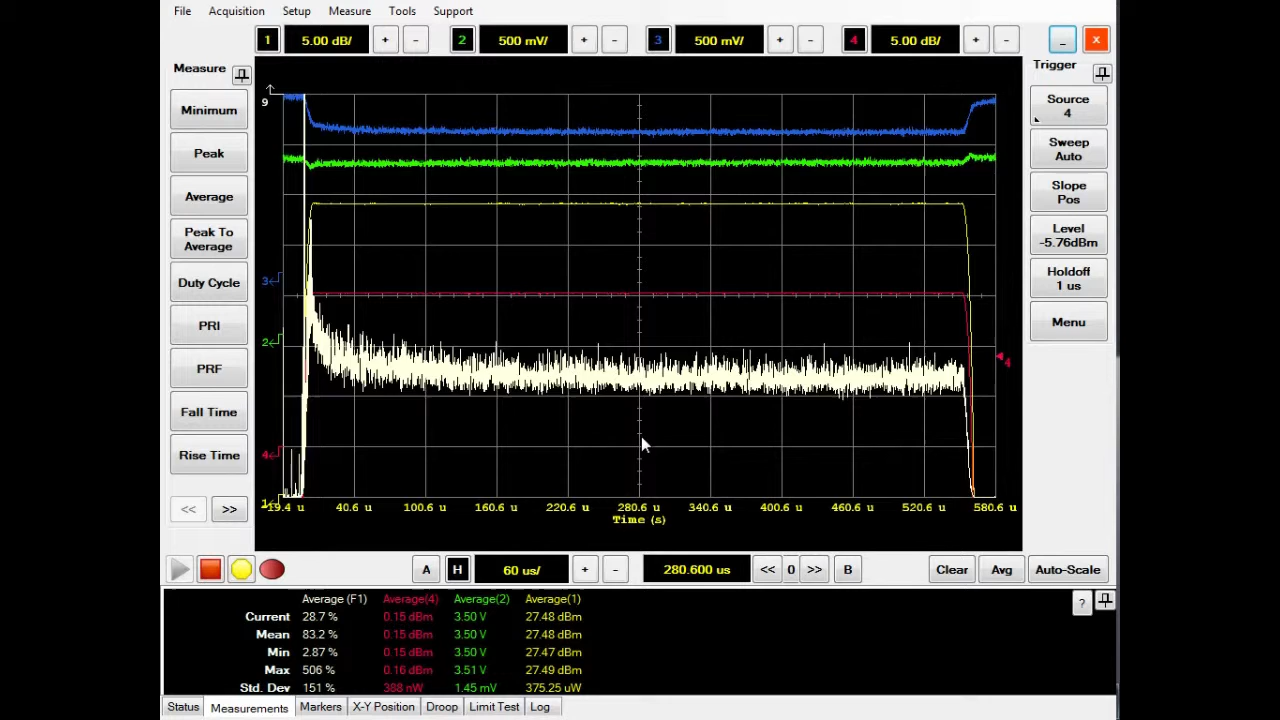 File Acquisition Setup Measure Tools Support
1 5.00 dB/ + - 2 500 mV/ + - 3 500 mV/ + - 4 5.00 dB/ + - _ x
Measure
Minimum
Peak
Average
Peak To
Average
Duty Cycle
PRI
PRF
Fall Time
Rise Time
<< >>
9
3
2
4
1
4
19.4 u 40.6 u 100.6 u 160.6 u 220.6 u 280.6 u 340.6 u 400.6 u 460.6 u 520.6 u 580.6 u
Time (s)
Trigger
Source
4
Sweep
Auto
Slope
Pos
Level
-5.76dBm
Holdoff
1 us
Menu
A H 60 us/ + - 280.600 us << 0 >> B Clear Avg Auto-Scale
Average (F1) Average(4) Average(2) Average(1) ?
Current 28.7 % 0.15 dBm 3.50 V 27.48 dBm
Mean 83.2 % 0.15 dBm 3.50 V 27.48 dBm
Min 2.87 % 0.15 dBm 3.50 V 27.47 dBm
Max 506 % 0.16 dBm 3.51 V 27.49 dBm
Std. Dev 151 % 388 nW 1.45 mV 375.25 uW
Status Measurements Markers X-Y Position Droop Limit Test Log